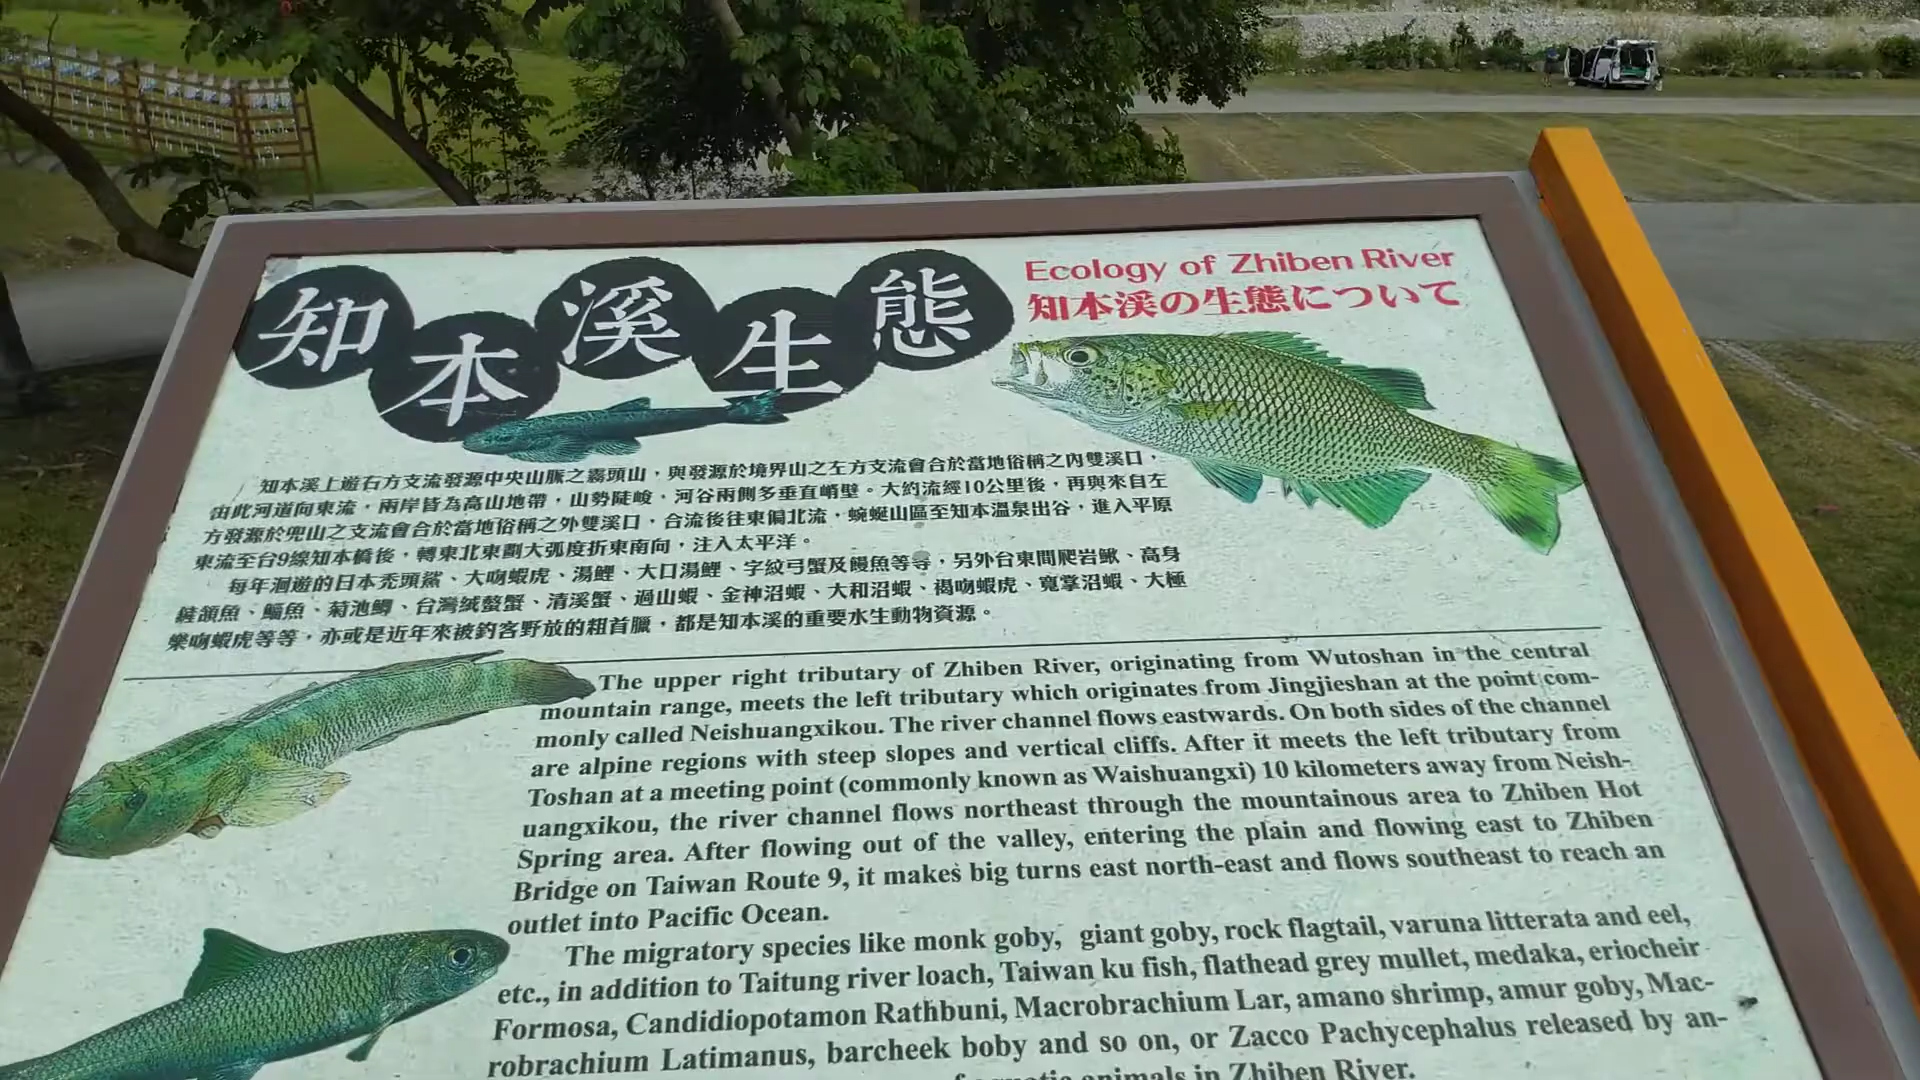 知本溪生態
Ecology of Zhiben River
知本渓の生態について
知本溪上遊右方支流發源中央山脈之霧頭山，與發源於境界山之左方支流會合於當地俗稱之內雙溪口，
由此河道向東流，兩岸皆為高山地帶，山勢陡峻，河谷兩側多垂直峭壁。大約流經10公里後，再與來自左
方發源於兜山之支流會合於當地俗稱之外雙溪口，合流後往東偏北流，蜿蜒山區至知本溫泉出谷，進入平原
東流至台9線知本橋後，轉東北東劃大弧度折東南向，注入太平洋。
每年洄遊的日本禿頭鯊、大吻蝦虎、湯鯉、大口湯鯉、字紋弓蟹及鰻魚等等，另外台東間爬岩鰍、高身
鏟頷魚、鯔魚、菊池鯝、台灣絨螯蟹、清溪蟹、過山蝦、金神沼蝦、大和沼蝦、褐吻蝦虎、寬掌沼蝦、大極
樂吻蝦虎等等，亦或是近年來被釣客野放的粗首鱲，都是知本溪的重要水生動物資源。
The upper right tributary of Zhiben River, originating from Wutoshan in the central
mountain range, meets the left tributary which originates from Jingjieshan at the point com-
monly called Neishuangxikou. The river channel flows eastwards. On both sides of the channel
are alpine regions with steep slopes and vertical cliffs. After it meets the left tributary from
Toshan at a meeting point (commonly known as Waishuangxi) 10 kilometers away from Neish-
uangxikou, the river channel flows northeast through the mountainous area to Zhiben Hot
Spring area. After flowing out of the valley, entering the plain and flowing east to Zhiben
Bridge on Taiwan Route 9, it makes big turns east north-east and flows southeast to reach an
outlet into Pacific Ocean.
The migratory species like monk goby, giant goby, rock flagtail, varuna litterata and eel,
etc., in addition to Taitung river loach, Taiwan ku fish, flathead grey mullet, medaka, eriocheir
Formosa, Candidiopotamon Rathbuni, Macrobrachium Lar, amano shrimp, amur goby, Mac-
robrachium Latimanus, barcheek boby and so on, or Zacco Pachycephalus released by an-
animals in Zhiben River.